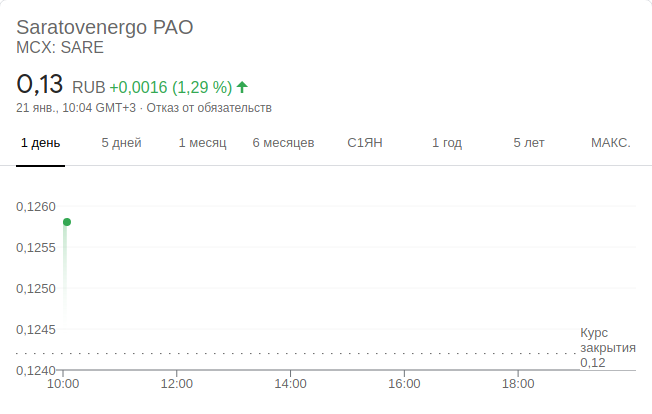 Saratovenergo PAO
MCX: SARE
0,13 RUB +0,0016 (1,29 %)
21 янв., 10:04 GMT+3 · Отказ от обязательств
1 день 5 дней 1 месяц 6 месяцев С1ЯН 1 год 5 лет МАКС.
0,1260
0,1255
0,1250
0,1245
Курс
закрытия
0,12
0,1240
10:00 12:00 14:00 16:00 18:00